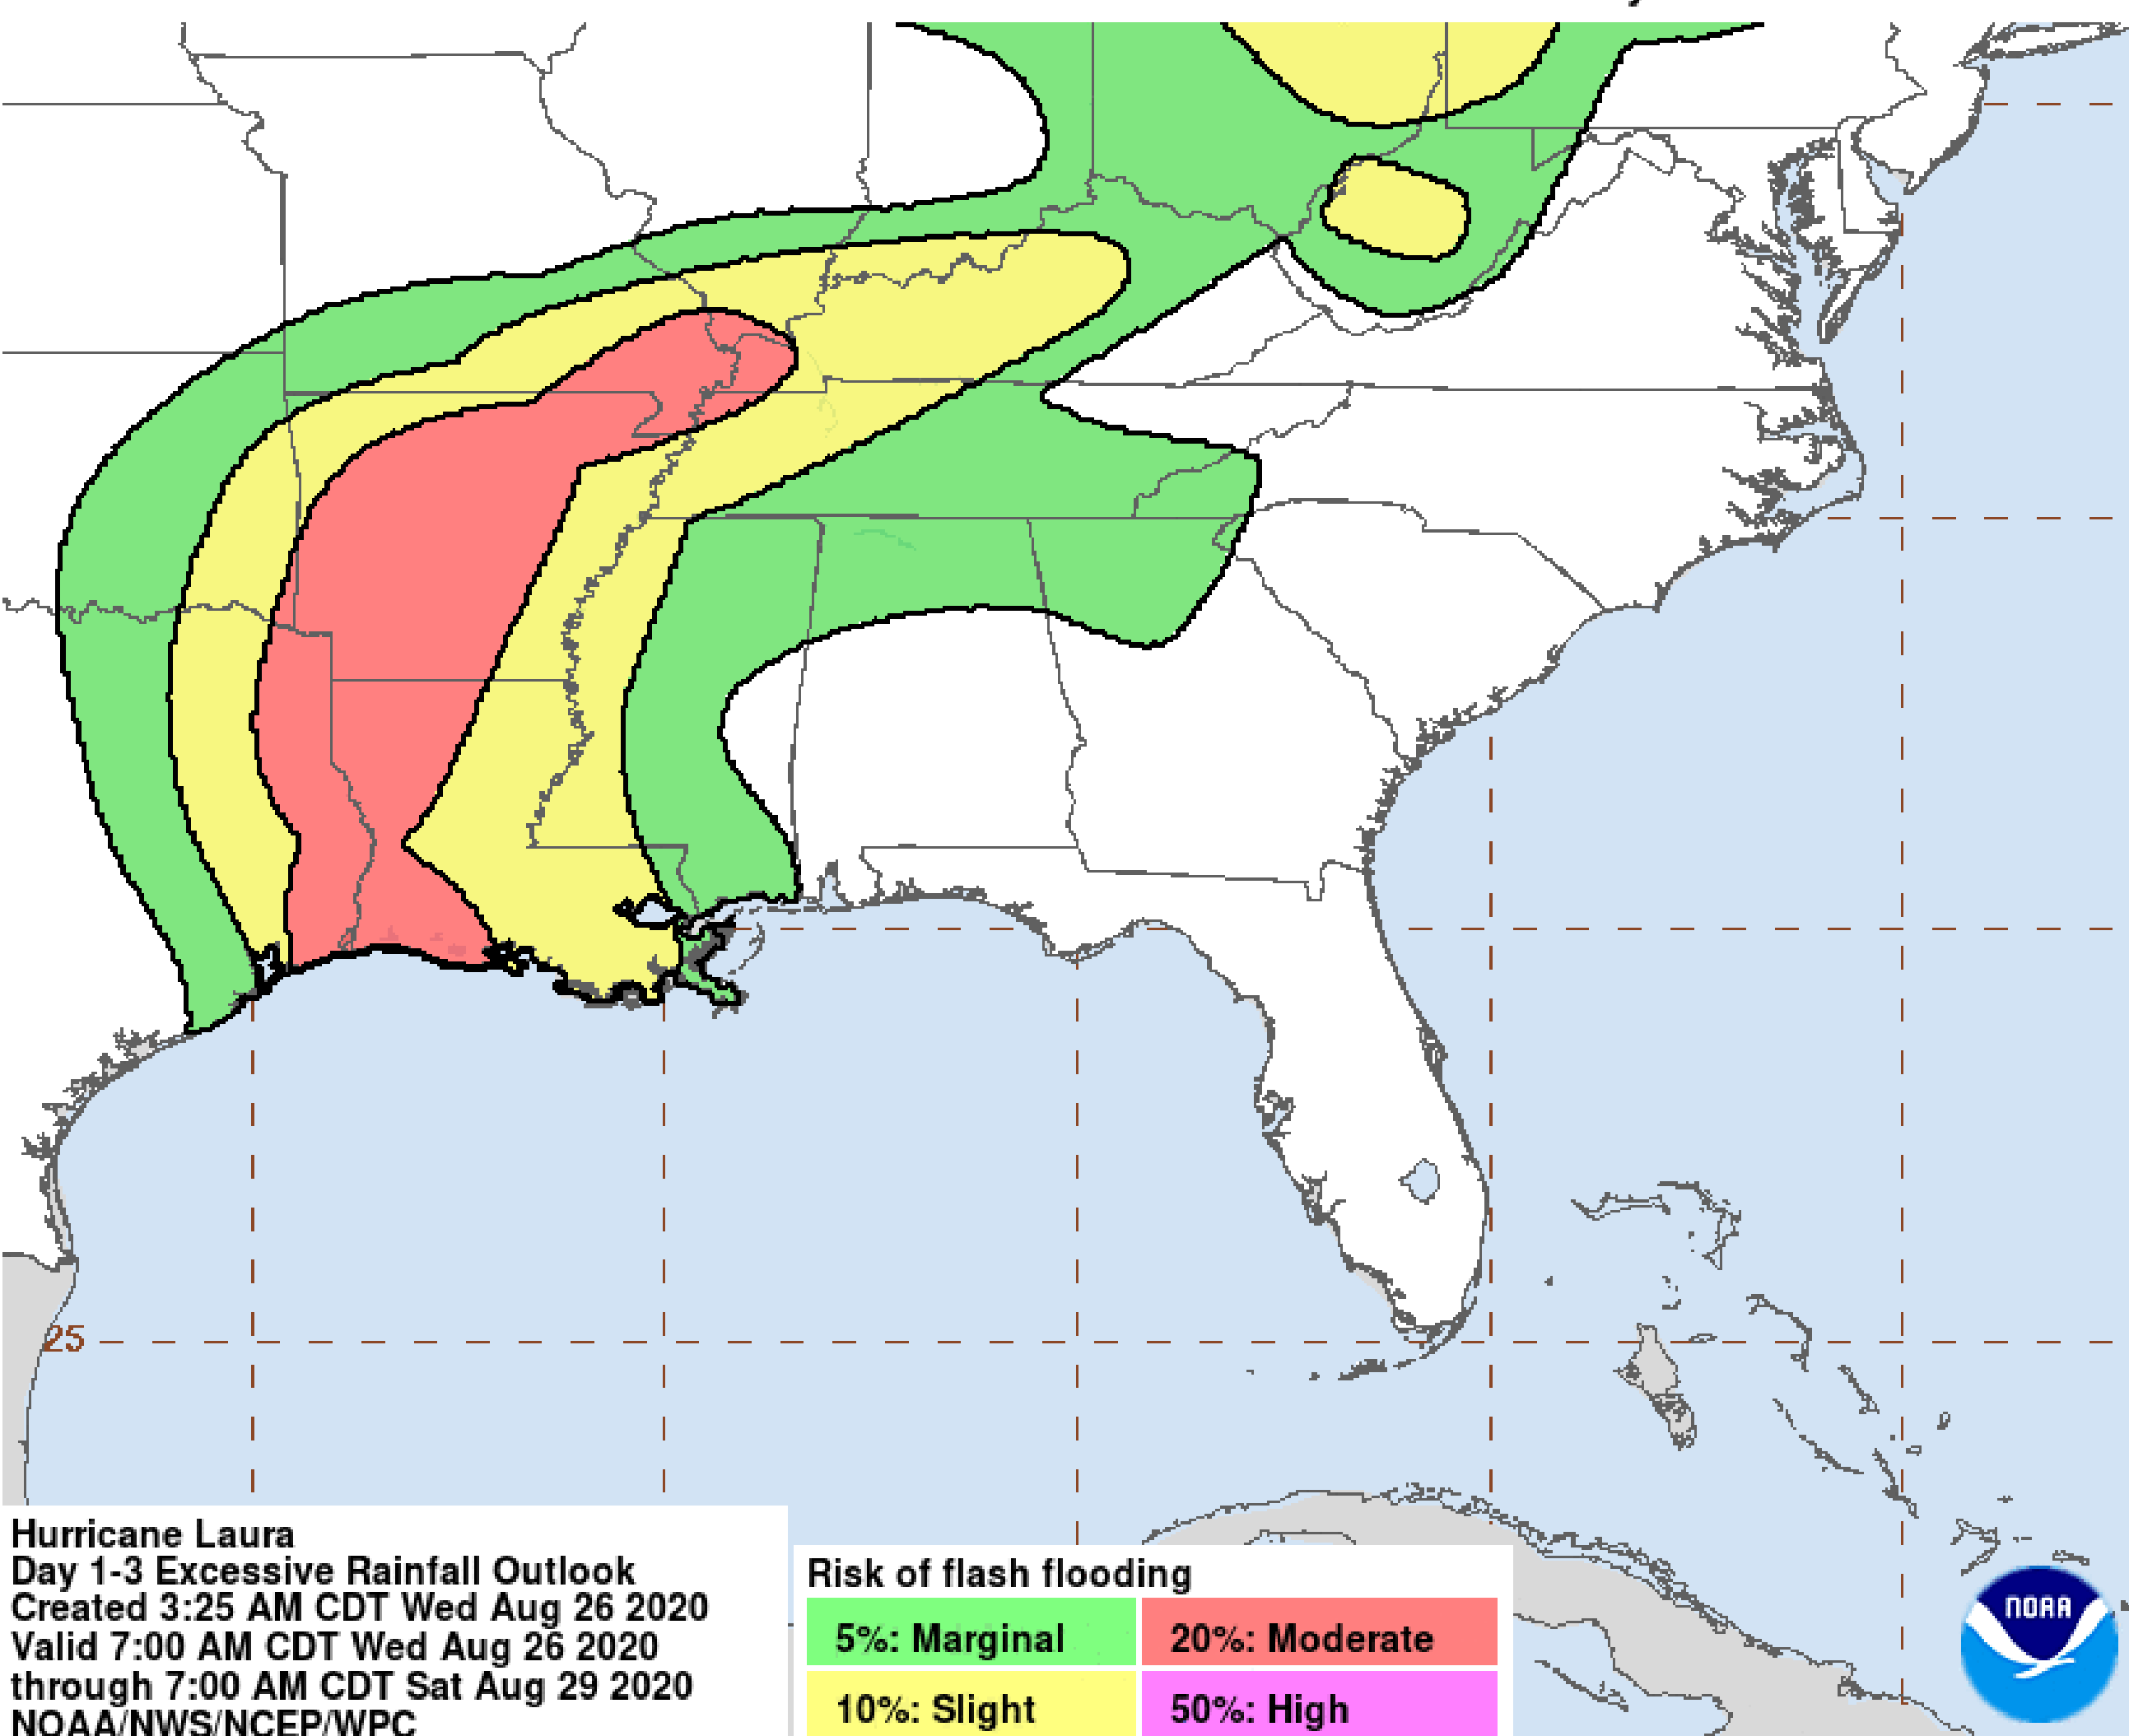 25
Hurricane Laura
Day 1-3 Excessive Rainfall Outlook
Created 3:25 AM CDT Wed Aug 26 2020
Valid 7:00 AM CDT Wed Aug 26 2020
through 7:00 AM CDT Sat Aug 29 2020
NOAA/NWS/NCEP/WPC
Risk of flash flooding
5%: Marginal
20%: Moderate
10%: Slight
50%: High
NOAA